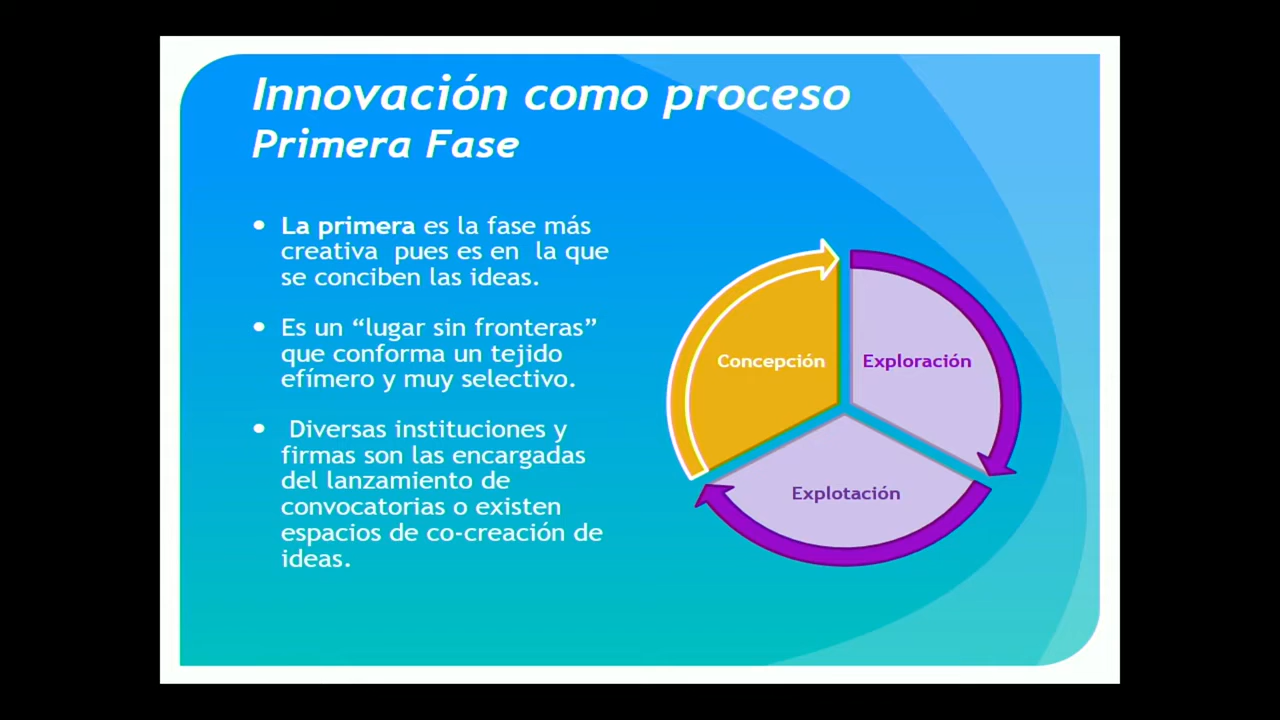 Innovación como proceso
Primera Fase
• La primera es la fase más
creativa  pues es en  la que
se conciben las ideas.
• Es un “lugar sin fronteras”
que conforma un tejido
efímero y muy selectivo.
•  Diversas instituciones y
firmas son las encargadas
del lanzamiento de
convocatorias o existen
espacios de co-creación de
ideas.
Concepción
Exploración
Explotación